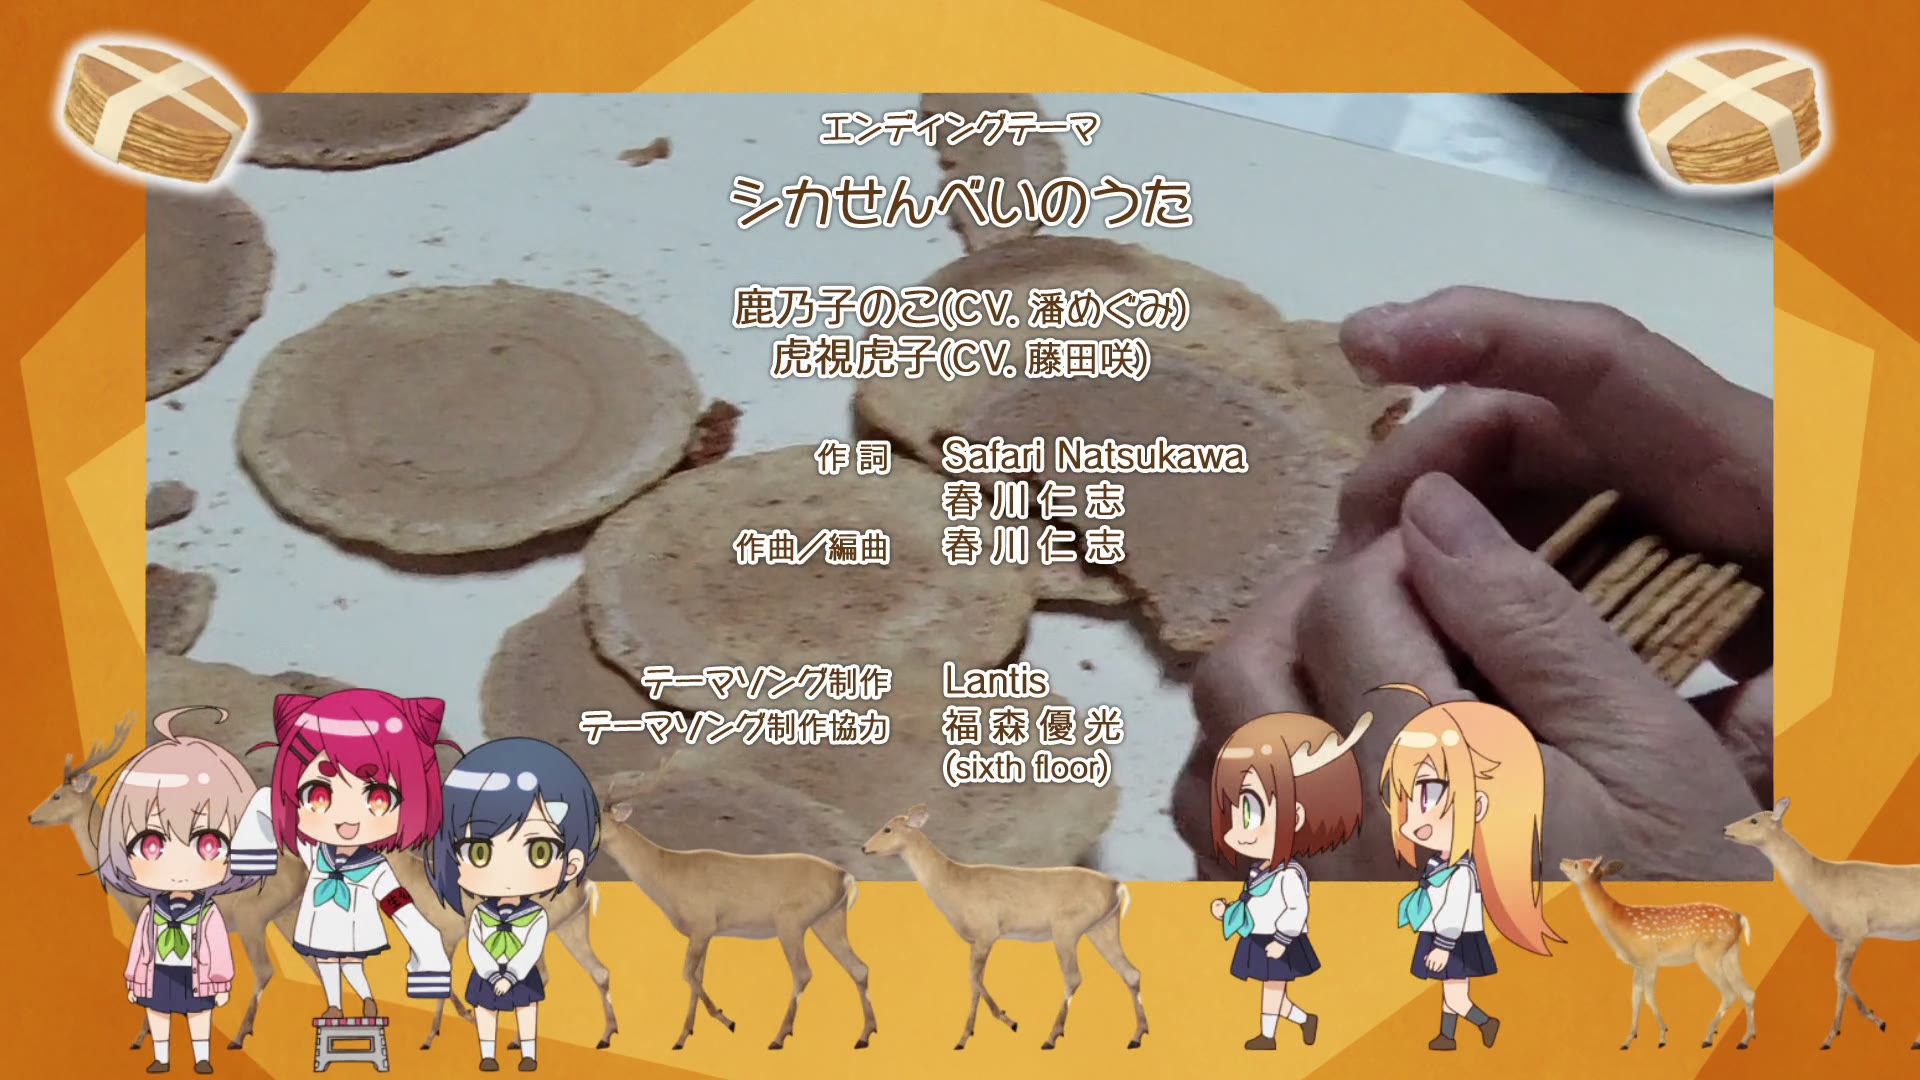 エンディングテーマ
シカせんべいのうた
鹿乃子のこ(CV. 潘めぐみ)
虎視虎子(CV. 藤田咲)
作 詞 Safari Natsukawa
春 川 仁 志
作曲／編曲 春 川 仁 志
テーマソング制作 Lantis
テーマソング制作協力 福 森 優 光
(sixth floor)